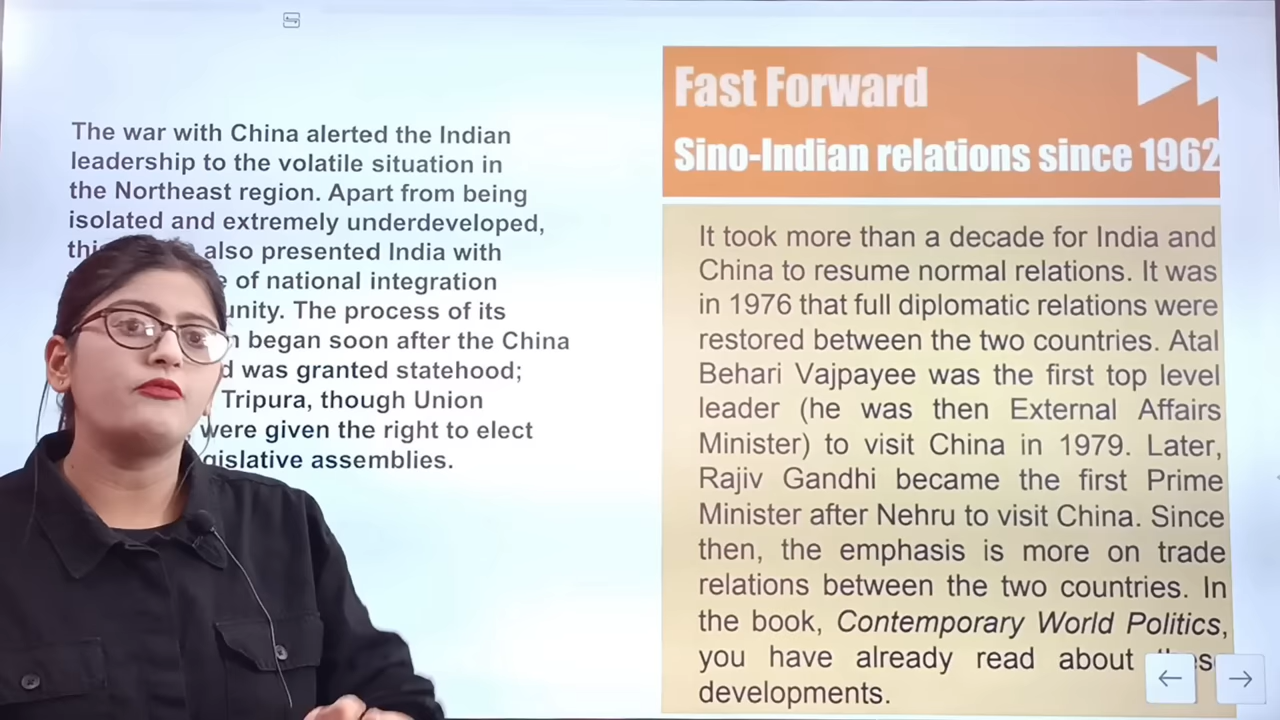 The war with China alerted the Indian
leadership to the volatile situation in
the Northeast region. Apart from being
isolated and extremely underdeveloped,
also presented India with
of national integration
The process of its
began soon after the China
was granted statehood;
Tripura, though Union
were given the right to elect
assemblies.
Fast Forward
Sino-Indian relations since 1962
It took more than a decade for India and
China to resume normal relations. It was
in 1976 that full diplomatic relations were
restored between the two countries. Atal
Behari Vajpayee was the first top level
leader (he was then External Affairs
Minister) to visit China in 1979. Later,
Rajiv Gandhi became the first Prime
Minister after Nehru to visit China. Since
then, the emphasis is more on trade
relations between the two countries. In
the book, Contemporary World Politics,
you have already read about
developments.